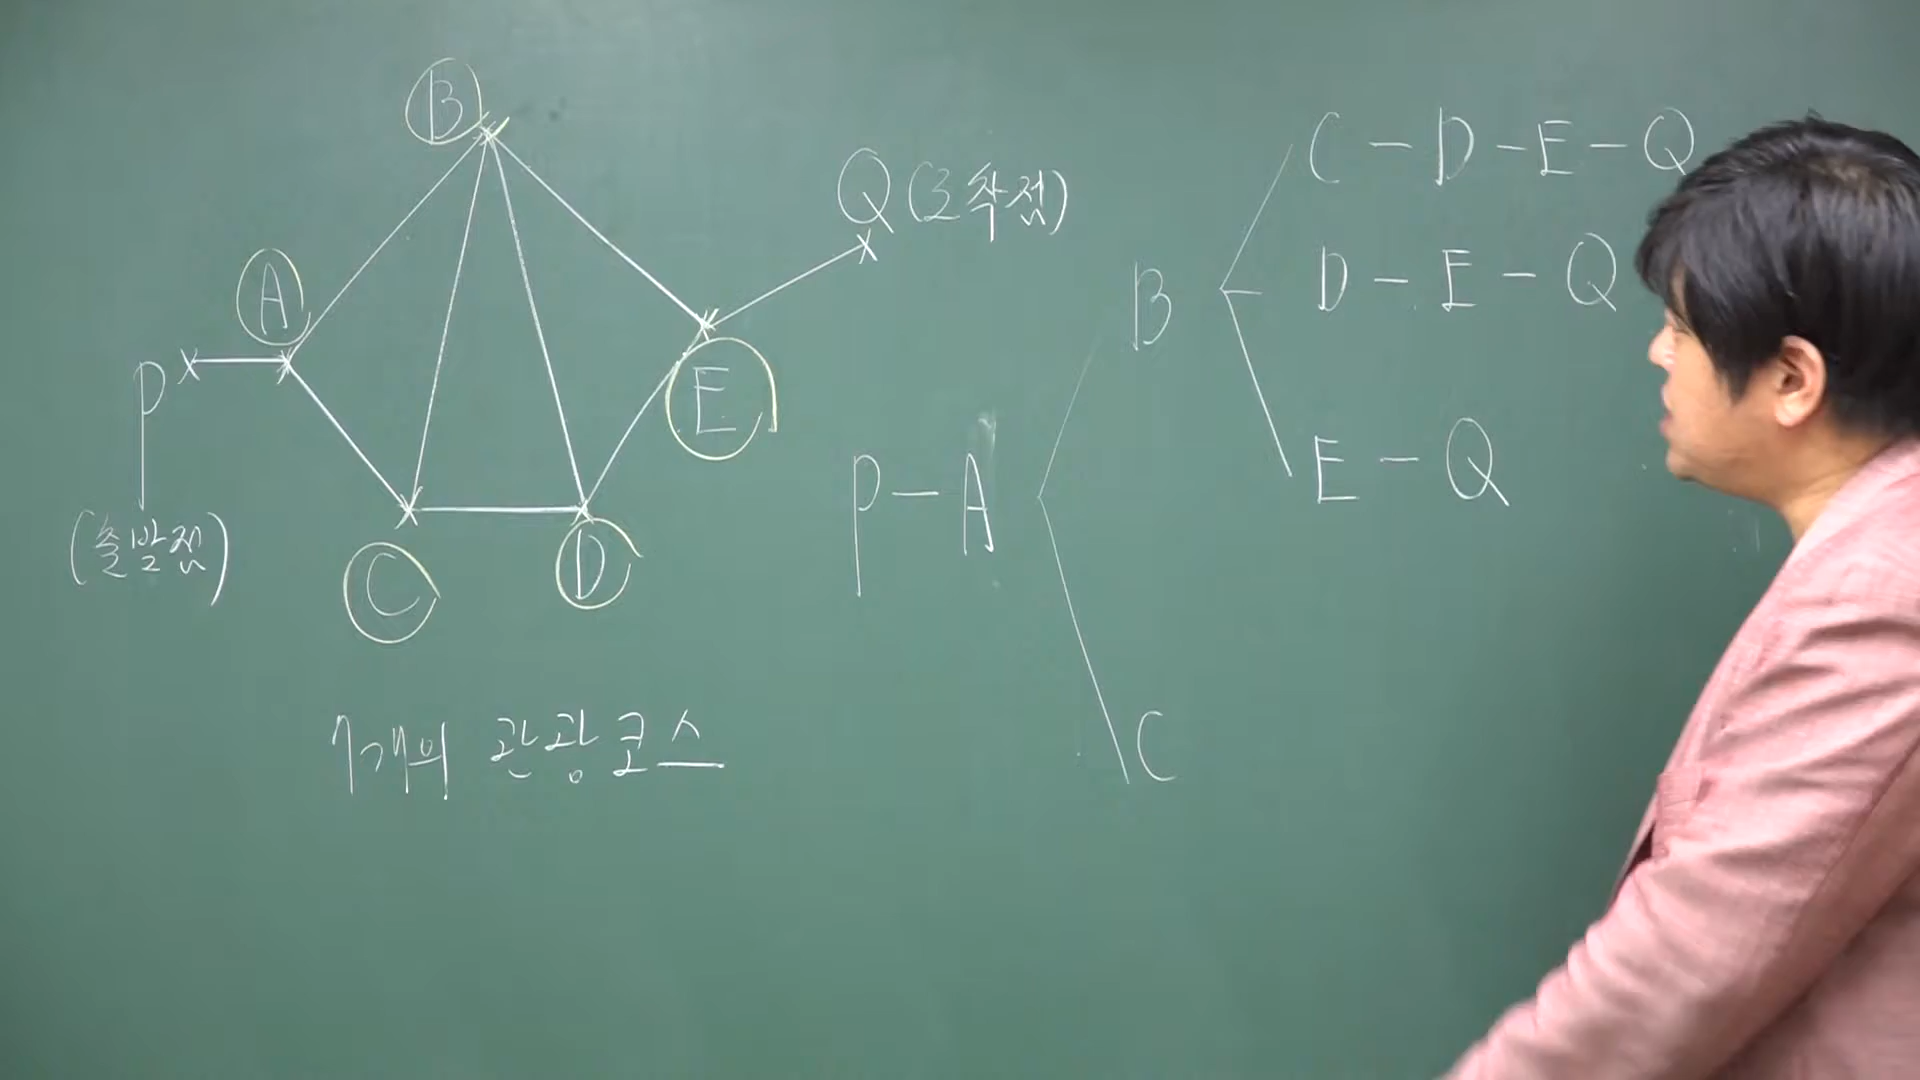 B
Q (도착점)
A
P
(출발점)
C
D
E
7개의 관광코스
P - A
B
C - D - E - Q
D - E - Q
E - Q
C